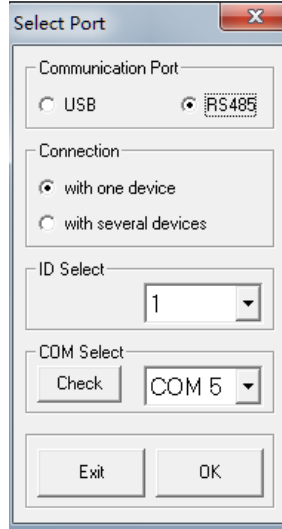 Select Port
Communication Port
USB RS485
Connection
with one device
with several devices
ID Select
1
COM Select
Check COM 5
Exit OK